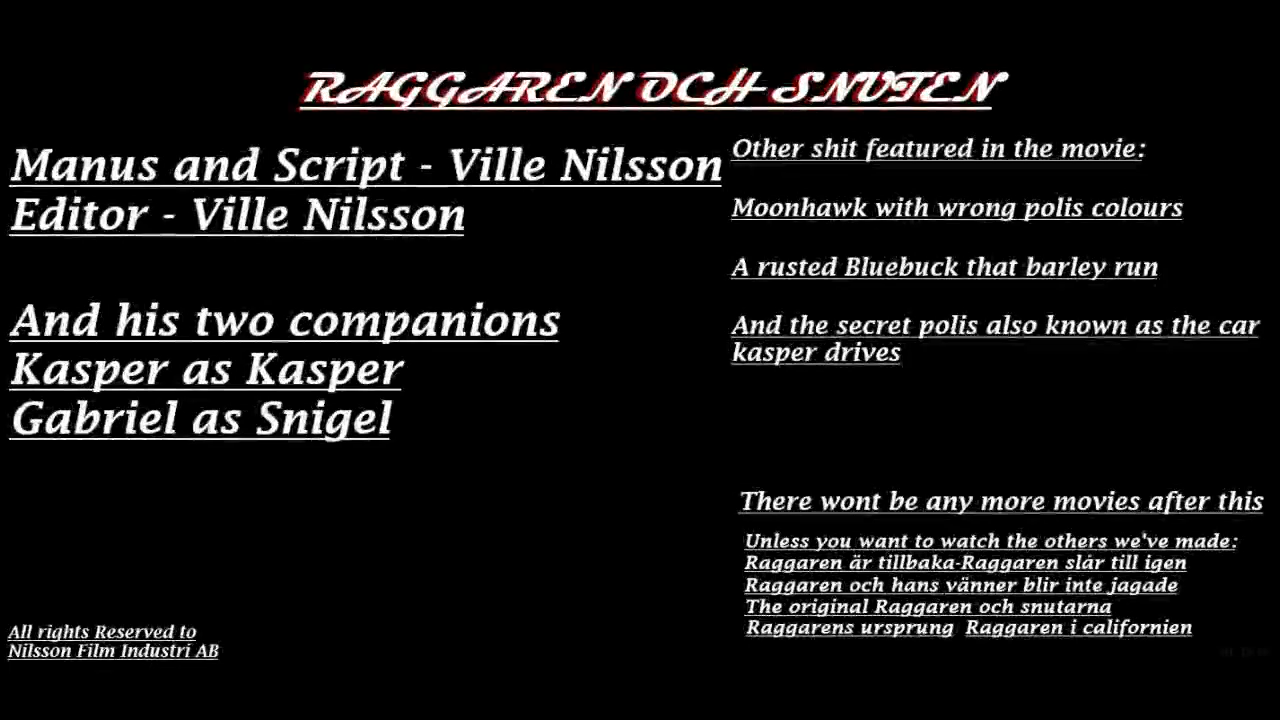 RAGGAREN OCH SNUTEN
Manus and Script - Ville Nilsson
Editor - Ville Nilsson
And his two companions
Kasper as Kasper
Gabriel as Snigel
All rights Reserved to
Nilsson Film Industri AB
Other shit featured in the movie:
Moonhawk with wrong polis colours
A rusted Bluebuck that barley run
And the secret polis also known as the car
kasper drives
There wont be any more movies after this
Unless you want to watch the others we've made:
Raggaren är tillbaka-Raggaren slår till igen
Raggaren och hans vänner blir inte jagade
The original Raggaren och snutarna
Raggarens ursprung Raggaren i californien